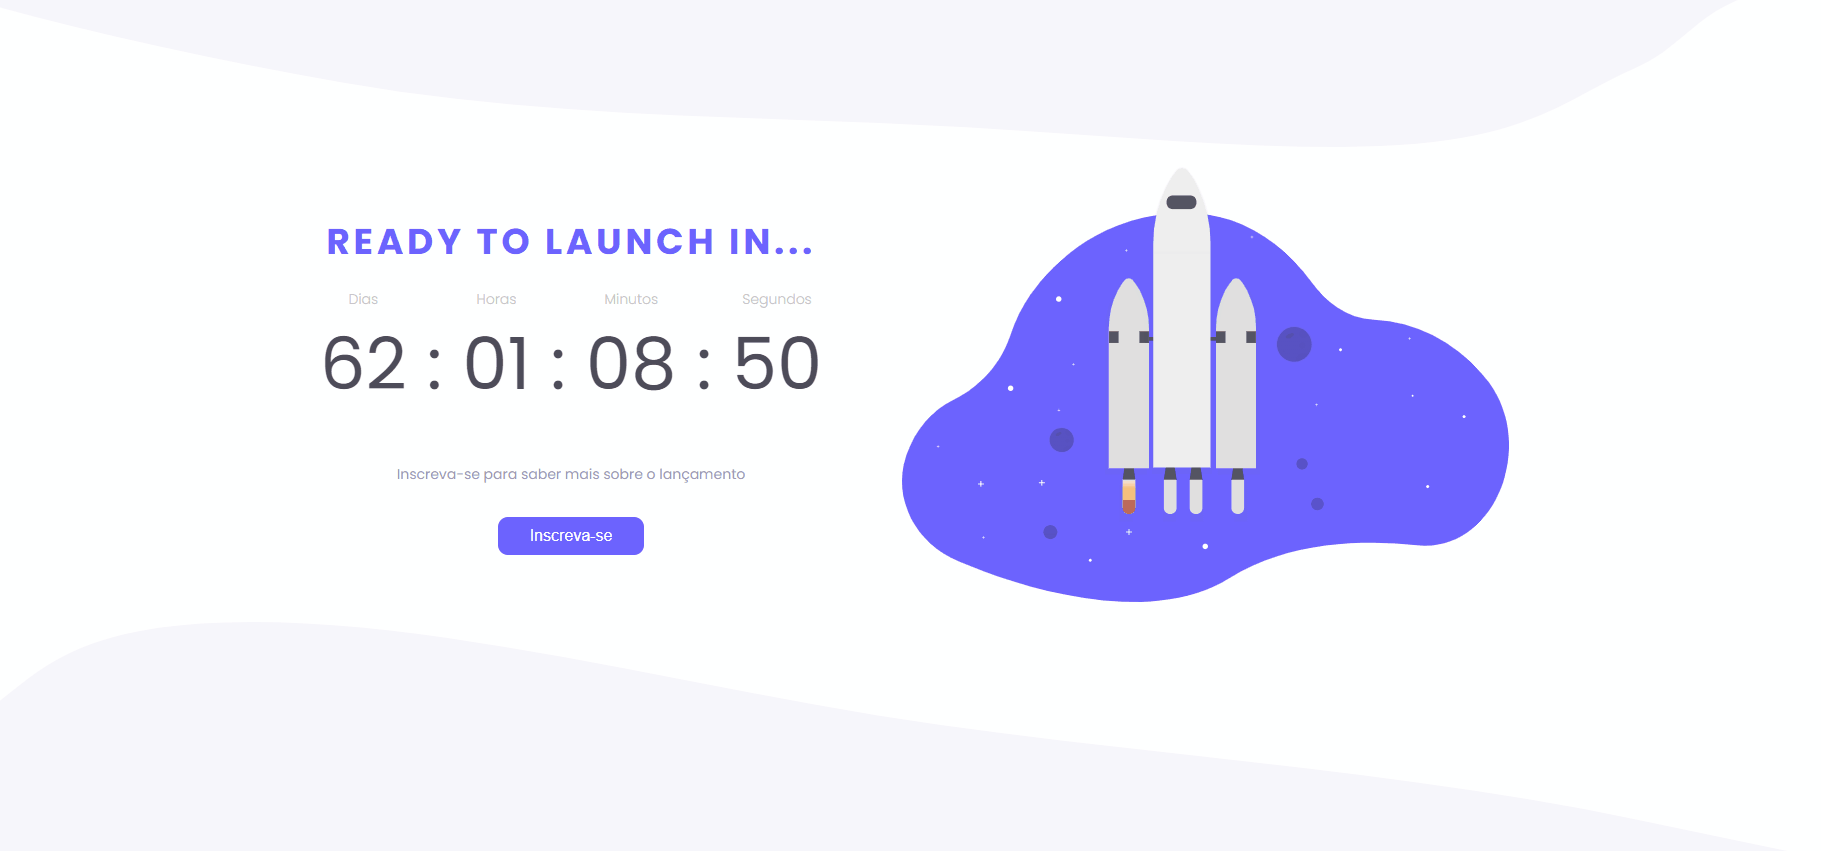 READY TO LAUNCH IN...
Dias Horas Minutos Segundos
62 : 01 : 08 : 50
Inscreva-se para saber mais sobre o lançamento
Inscreva-se